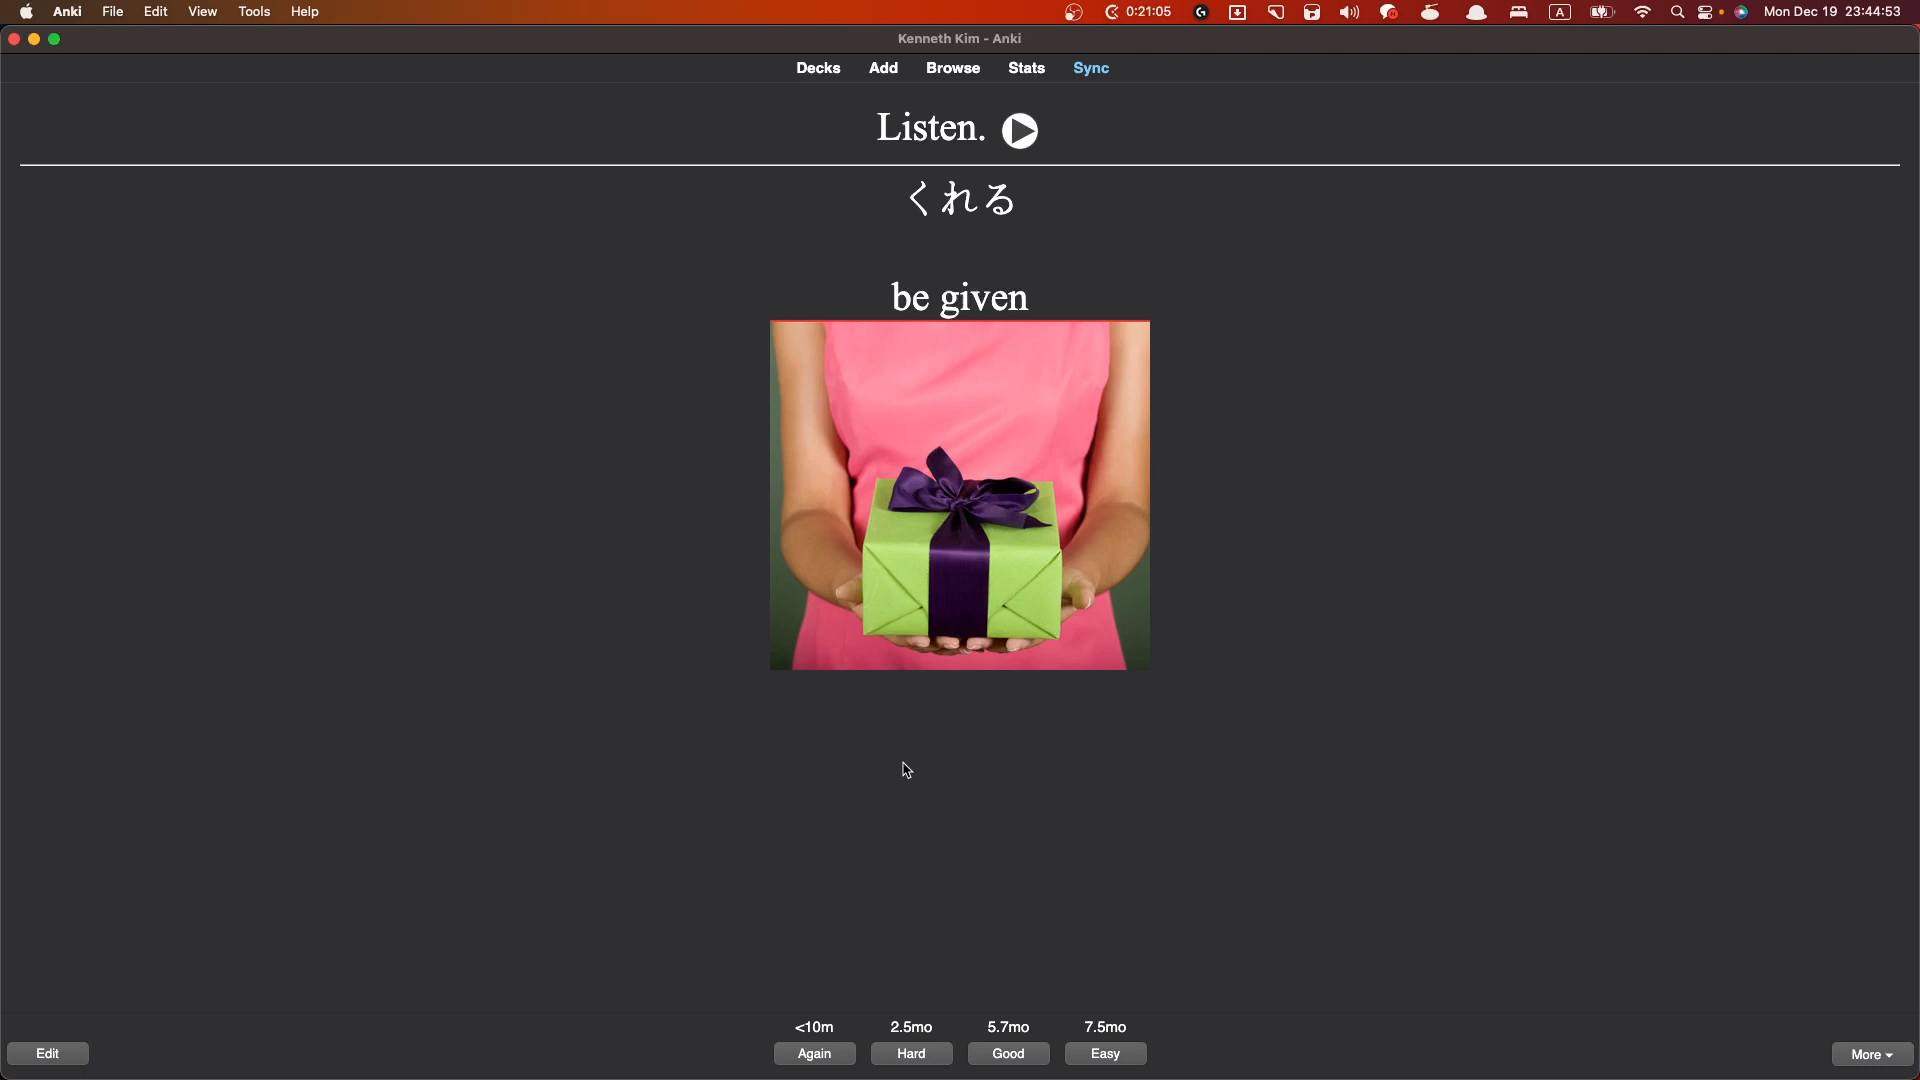 Anki File Edit View Tools Help 0:21:05 A Mon Dec 19 23:44:53
Kenneth Kim - Anki
Decks Add Browse Stats Sync
Listen.
くれる
be given
<10m 2.5mo 5.7mo 7.5mo
Edit Again Hard Good Easy More